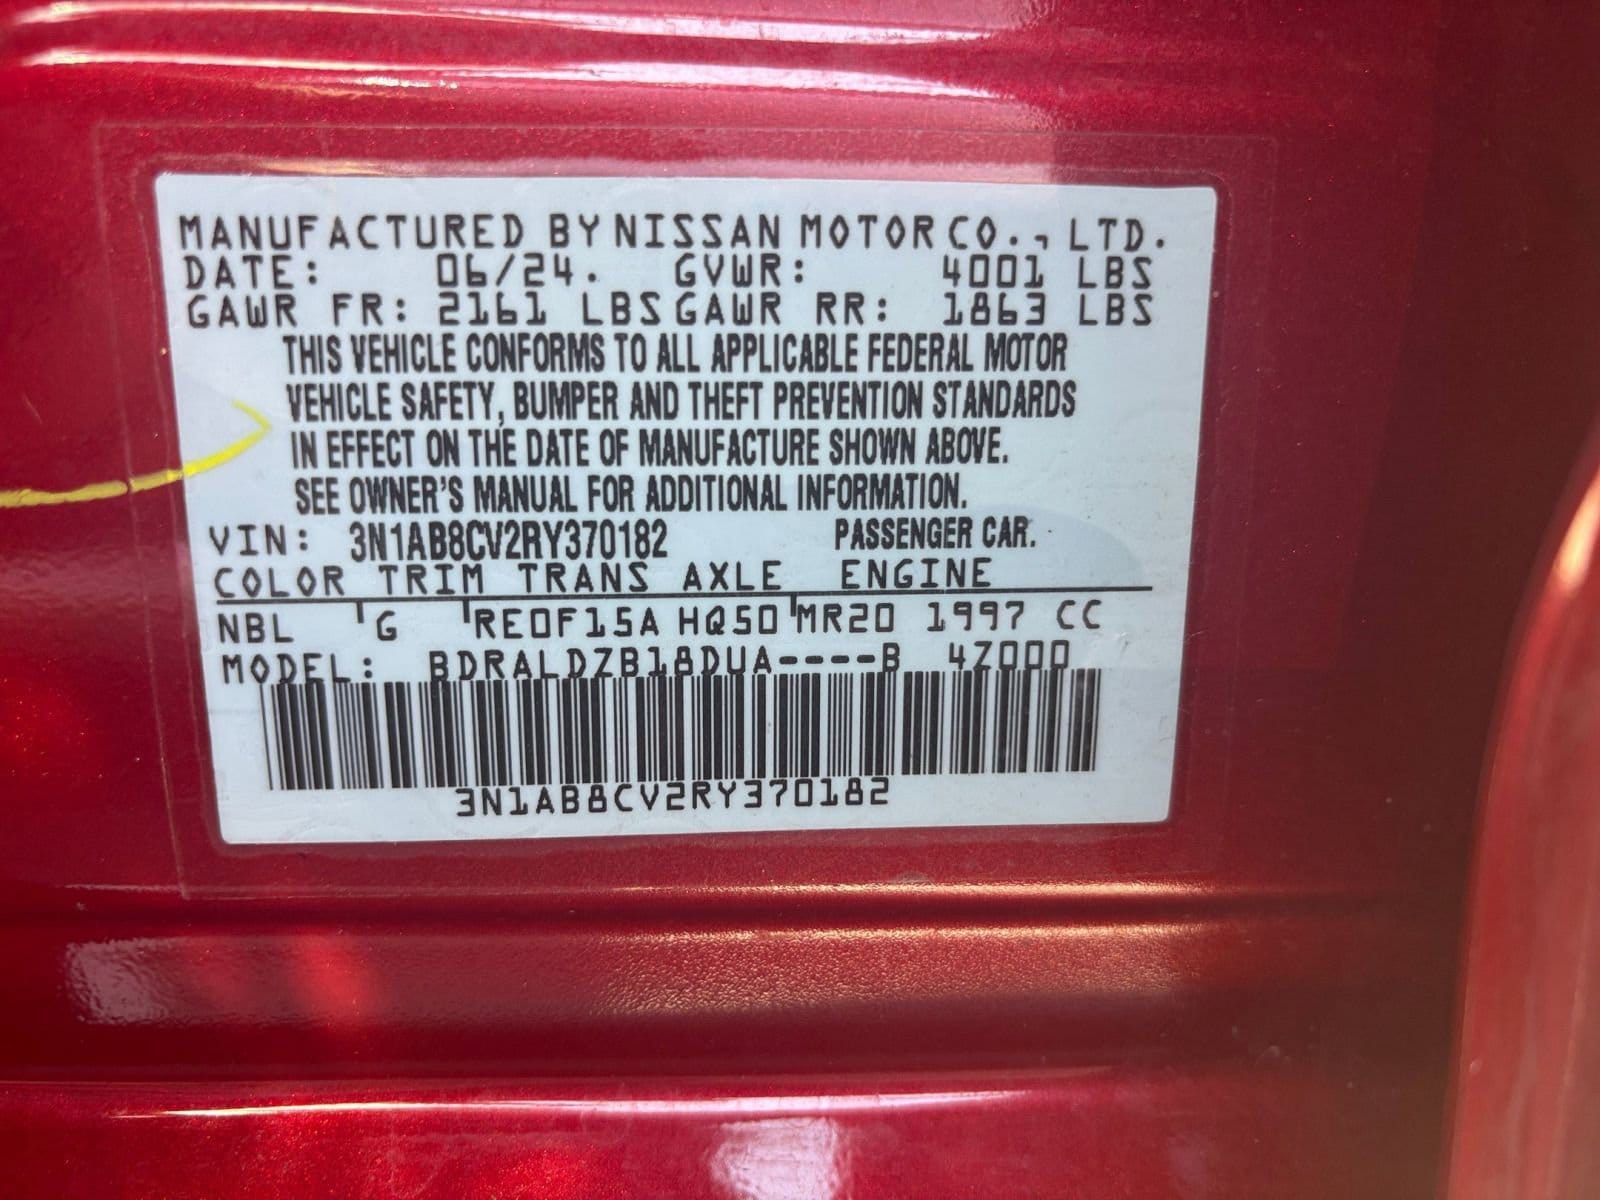 MANUFACTURED BY NISSAN MOTOR CO., LTD.
DATE: 06/24. GVWR: 4001 LBS
GAWR FR: 2161 LBS GAWR RR: 1863 LBS
THIS VEHICLE CONFORMS TO ALL APPLICABLE FEDERAL MOTOR
VEHICLE SAFETY, BUMPER AND THEFT PREVENTION STANDARDS
IN EFFECT ON THE DATE OF MANUFACTURE SHOWN ABOVE.
SEE OWNER'S MANUAL FOR ADDITIONAL INFORMATION.
VIN: 3N1AB8CV2RY370182 PASSENGER CAR.
COLOR TRIM TRANS AXLE ENGINE
NBL G RE0F15A HQ50 MR20 1997 CC
MODEL: BDRALDZB18DUA----B 4Z000
3N1AB8CV2RY370182